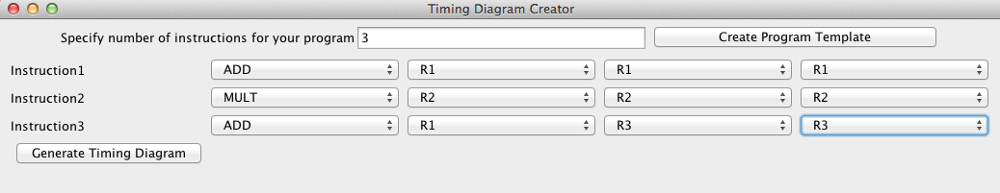 Timing Diagram Creator
Specify number of instructions for your program 3 Create Program Template
Instruction1 ADD R1 R1 R1
Instruction2 MULT R2 R2 R2
Instruction3 ADD R1 R3 R3
Generate Timing Diagram